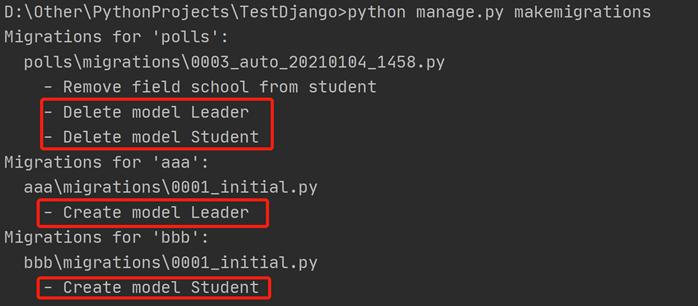 D:\Other\PythonProjects\TestDjango>python manage.py makemigrations
Migrations for 'polls':
polls\migrations\0003_auto_20210104_1458.py
- Remove field school from student
- Delete model Leader
- Delete model Student
Migrations for 'aaa':
aaa\migrations\0001_initial.py
- Create model Leader
Migrations for 'bbb':
bbb\migrations\0001_initial.py
- Create model Student